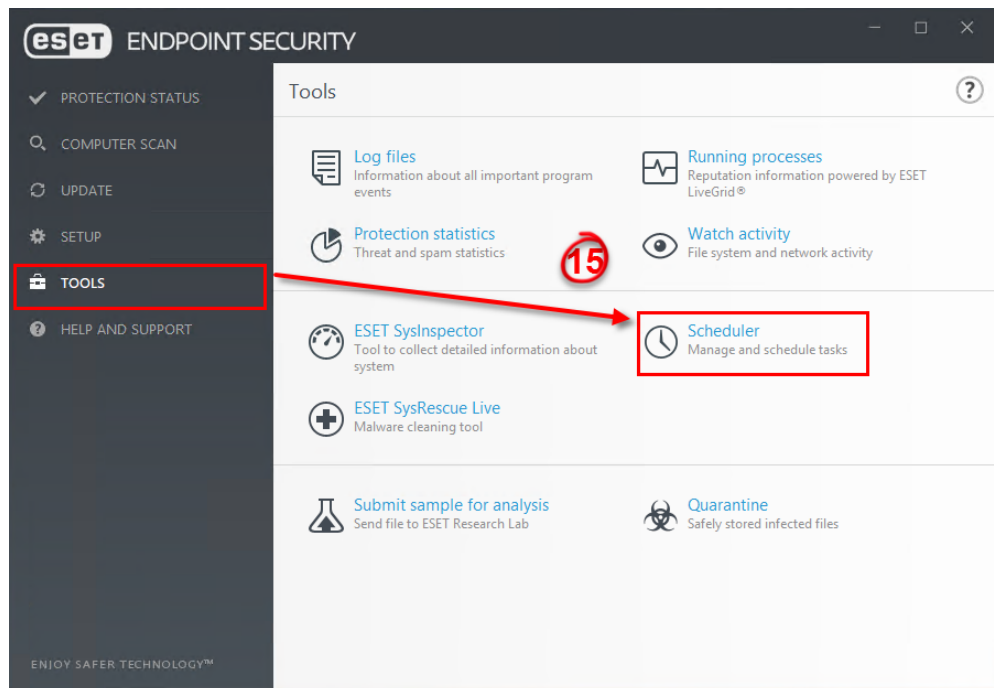 eset ENDPOINT SECURITY
PROTECTION STATUS
COMPUTER SCAN
UPDATE
SETUP
TOOLS
HELP AND SUPPORT
ENJOY SAFER TECHNOLOGY™
Tools
?
Log files
Information about all important program
events
Running processes
Reputation information powered by ESET
LiveGrid®
Protection statistics
Threat and spam statistics
15
Watch activity
File system and network activity
ESET SysInspector
Tool to collect detailed information about
system
Scheduler
Manage and schedule tasks
ESET SysRescue Live
Malware cleaning tool
Submit sample for analysis
Send file to ESET Research Lab
Quarantine
Safely stored infected files